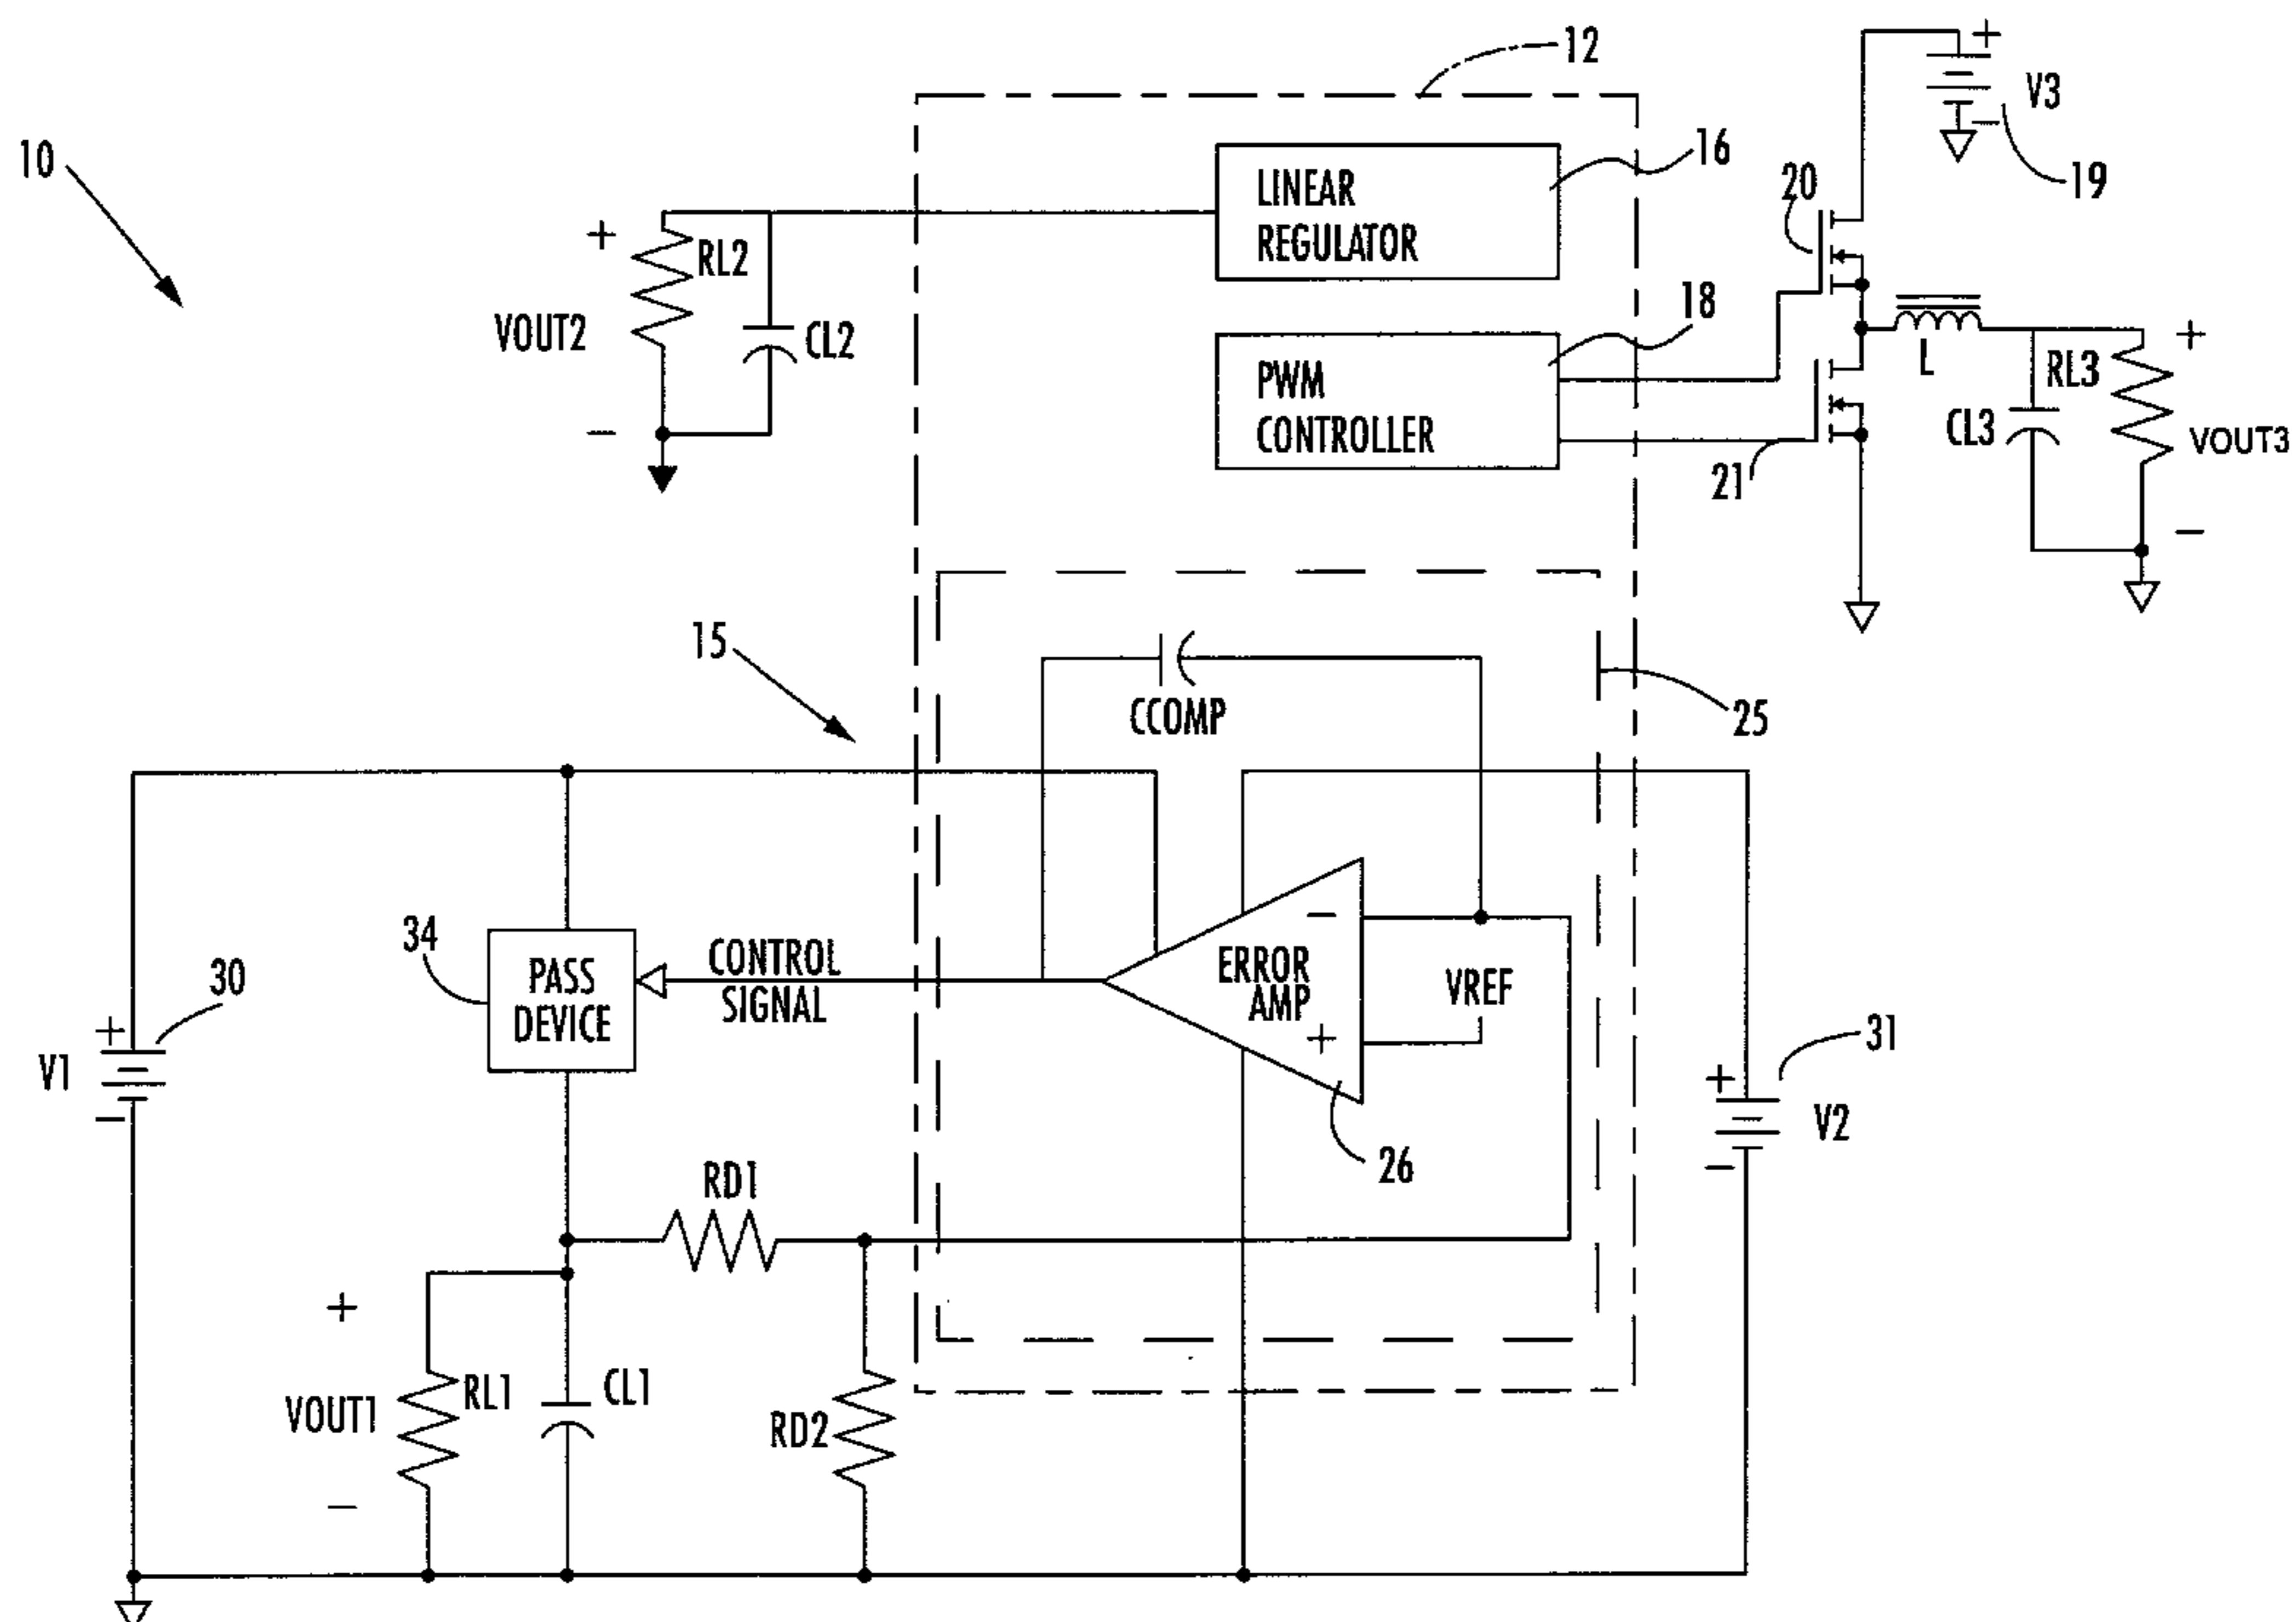 12
+
V3
−
19
10
LINEAR
REGULATOR
16
20
+
RL2
VOUT2
CL2
−
18
PWM
CONTROLLER
21
L
RL3
+
CL3
VOUT3
−
15
CCOMP
25
34
PASS
DEVICE
CONTROL
SIGNAL
−
ERROR
AMP
+
VREF
26
30
+
V1
−
31
+
V2
−
RD1
+
VOUT1
RL1
CL1
−
RD2